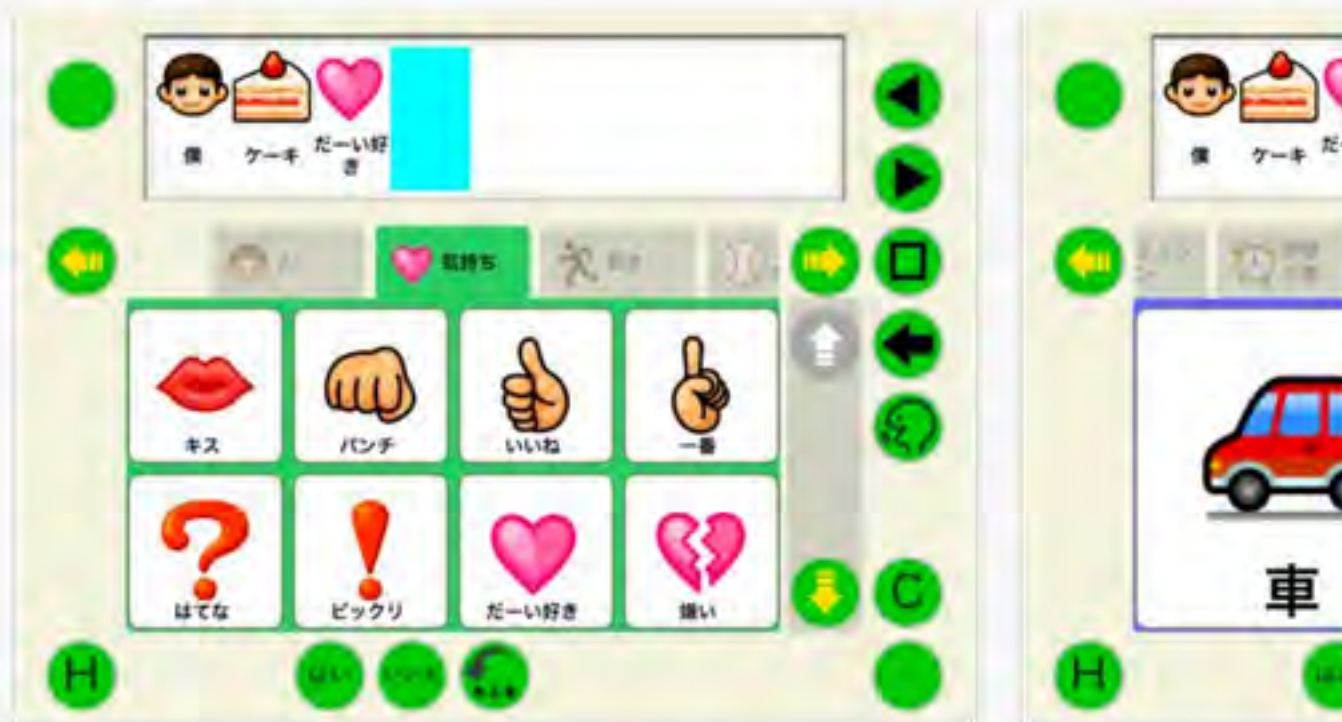 僕 ケーキ だーい好き
気持ち
キス パンチ いいね 一番
はてな ビックリ だーい好き 嫌い
C
H はい
僕 ケーキ
車
H